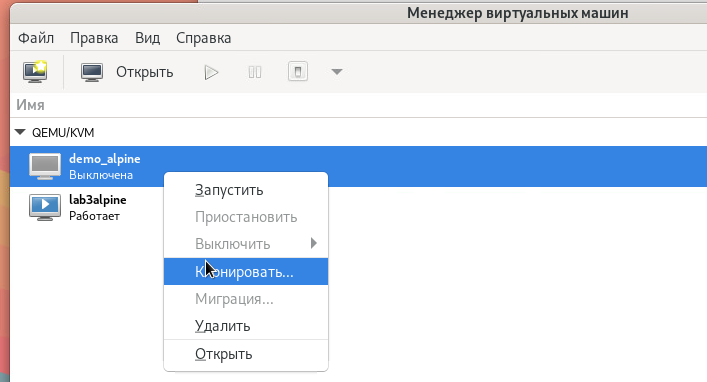 Менеджер виртуальных машин
Файл Правка Вид Справка
Открыть
Имя
QEMU/KVM
demo_alpine
Выключена
lab3alpine
Работает
Запустить
Приостановить
Выключить
Клонировать...
Миграция...
Удалить
Открыть